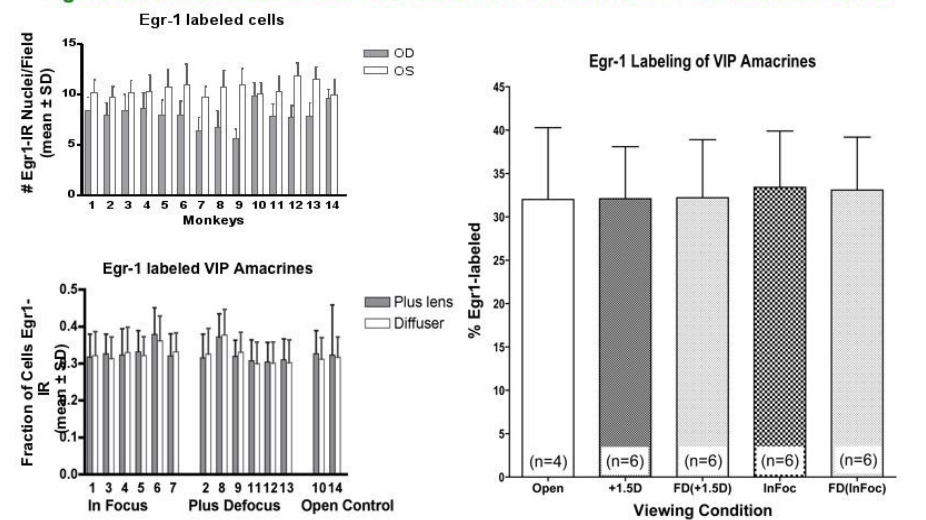 Egr-1 labeled cells
# Egr1-IR Nuclei/Field
(mean ± SD)
15
10
5
0
1 2 3 4 5 6 7 8 9 10 11 12 13 14
Monkeys
OD
OS
Egr-1 labeled VIP Amacrines
Fraction of Cells Egr1-
IR
(mean ± SD)
0.5
0.4
0.3
0.2
0.1
0.0
1 3 4 5 6 7 2 8 9 11 12 13 10 14
In Focus Plus Defocus Open Control
Plus lens
Diffuser
Egr-1 Labeling of VIP Amacrines
% Egr1-labeled
45
40
35
30
25
20
15
10
5
0
(n=4) (n=6) (n=6) (n=6) (n=6)
Open +1.5D FD(+1.5D) InFoc FD(InFoc)
Viewing Condition